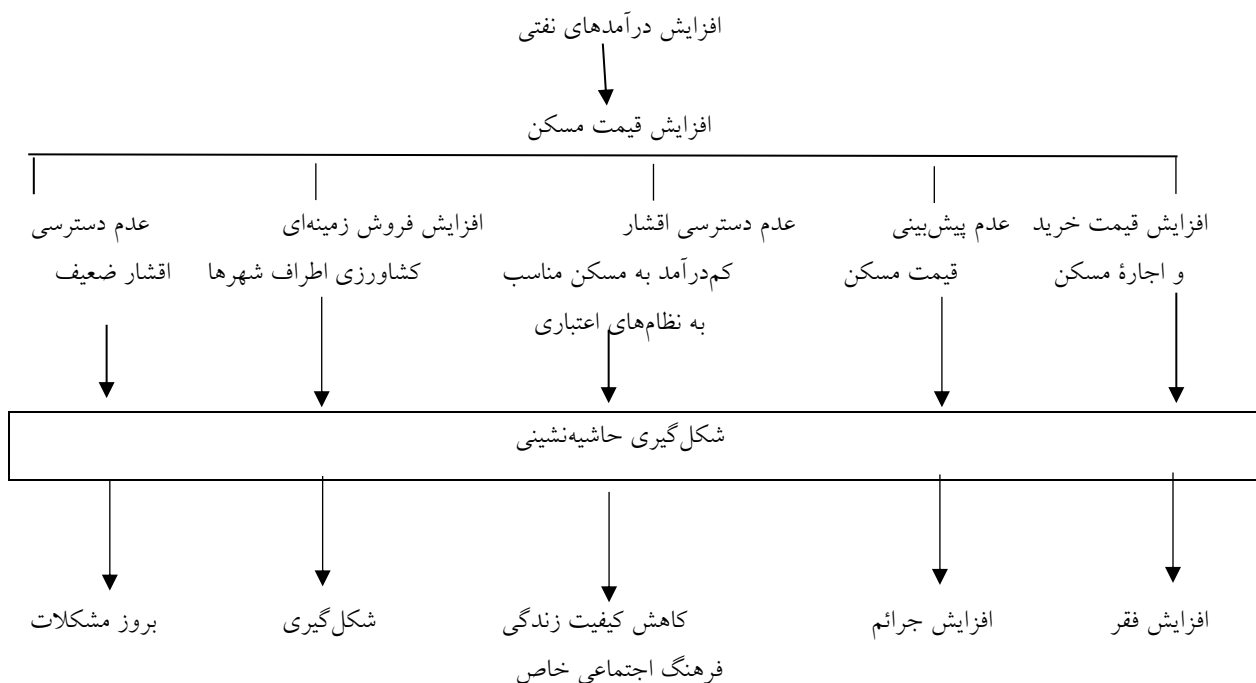 افزایش درآمدهای نفتی
افزایش قیمت مسکن
افزایش قیمت خرید
و اجارۀ مسکن
عدم پیش‌بینی
قیمت مسکن
عدم دسترسی اقشار
کم‌درآمد به مسکن مناسب
به نظام‌های اعتباری
افزایش فروش زمینه‌ای
کشاورزی اطراف شهرها
عدم دسترسی
اقشار ضعیف
شکل‌گیری حاشیه‌نشینی
افزایش فقر
افزایش جرائم
کاهش کیفیت زندگی
فرهنگ اجتماعی خاص
شکل‌گیری
بروز مشکلات